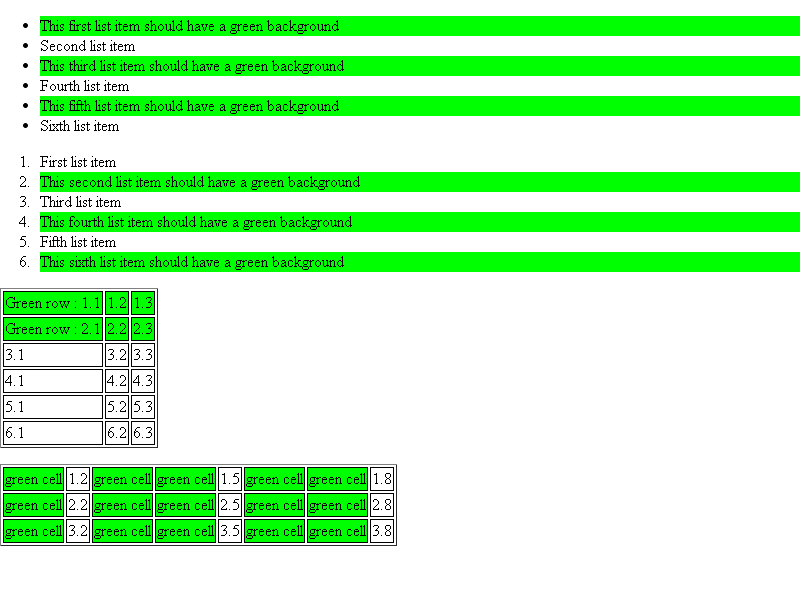 • This first list item should have a green background
• Second list item
• This third list item should have a green background
• Fourth list item
• This fifth list item should have a green background
• Sixth list item
1. First list item
2. This second list item should have a green background
3. Third list item
4. This fourth list item should have a green background
5. Fifth list item
6. This sixth list item should have a green background
Green row : 1.1 1.2 1.3
Green row : 2.1 2.2 2.3
3.1 3.2 3.3
4.1 4.2 4.3
5.1 5.2 5.3
6.1 6.2 6.3
green cell 1.2 green cell green cell 1.5 green cell green cell 1.8
green cell 2.2 green cell green cell 2.5 green cell green cell 2.8
green cell 3.2 green cell green cell 3.5 green cell green cell 3.8